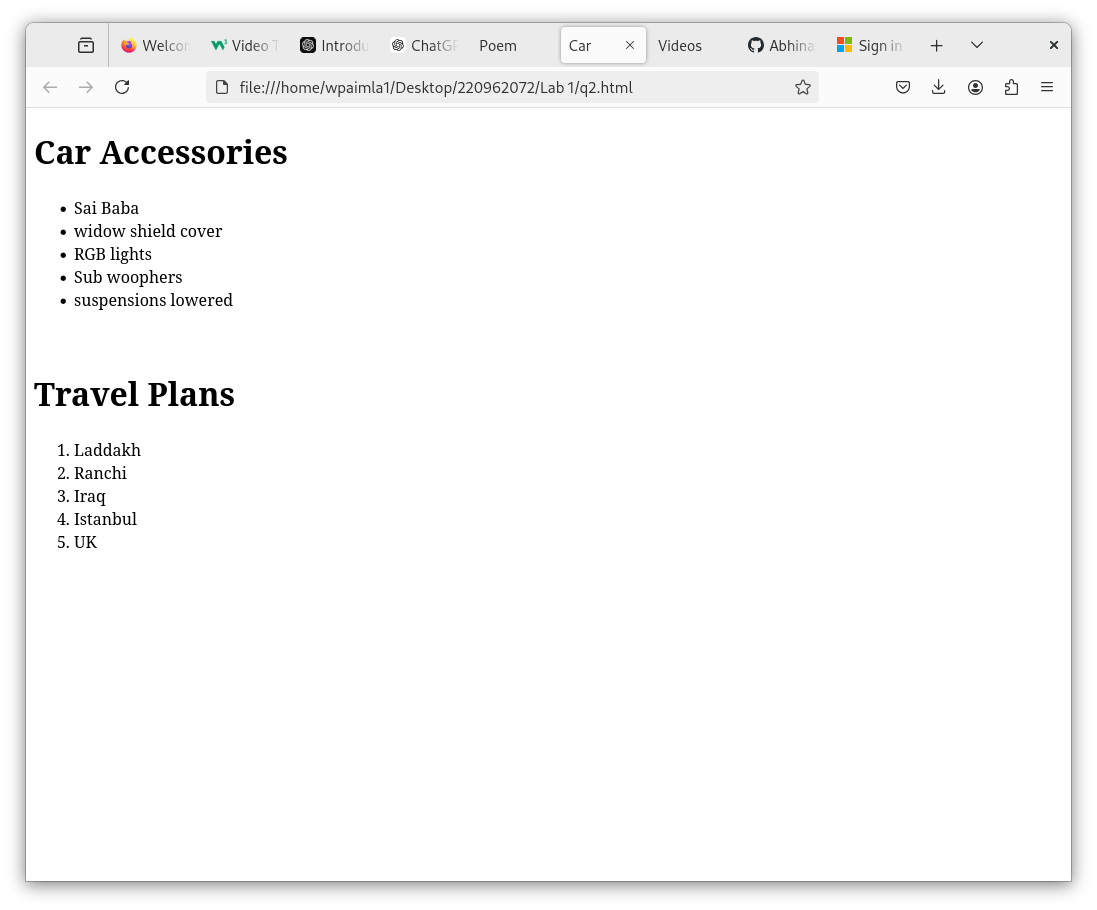 Welcom
Video T
Introdu
ChatGP
Poem
Car
Videos
Abhina
Sign in
file:///home/wpaimla1/Desktop/220962072/Lab 1/q2.html
Car Accessories
• Sai Baba
• widow shield cover
• RGB lights
• Sub woophers
• suspensions lowered
Travel Plans
1. Laddakh
2. Ranchi
3. Iraq
4. Istanbul
5. UK